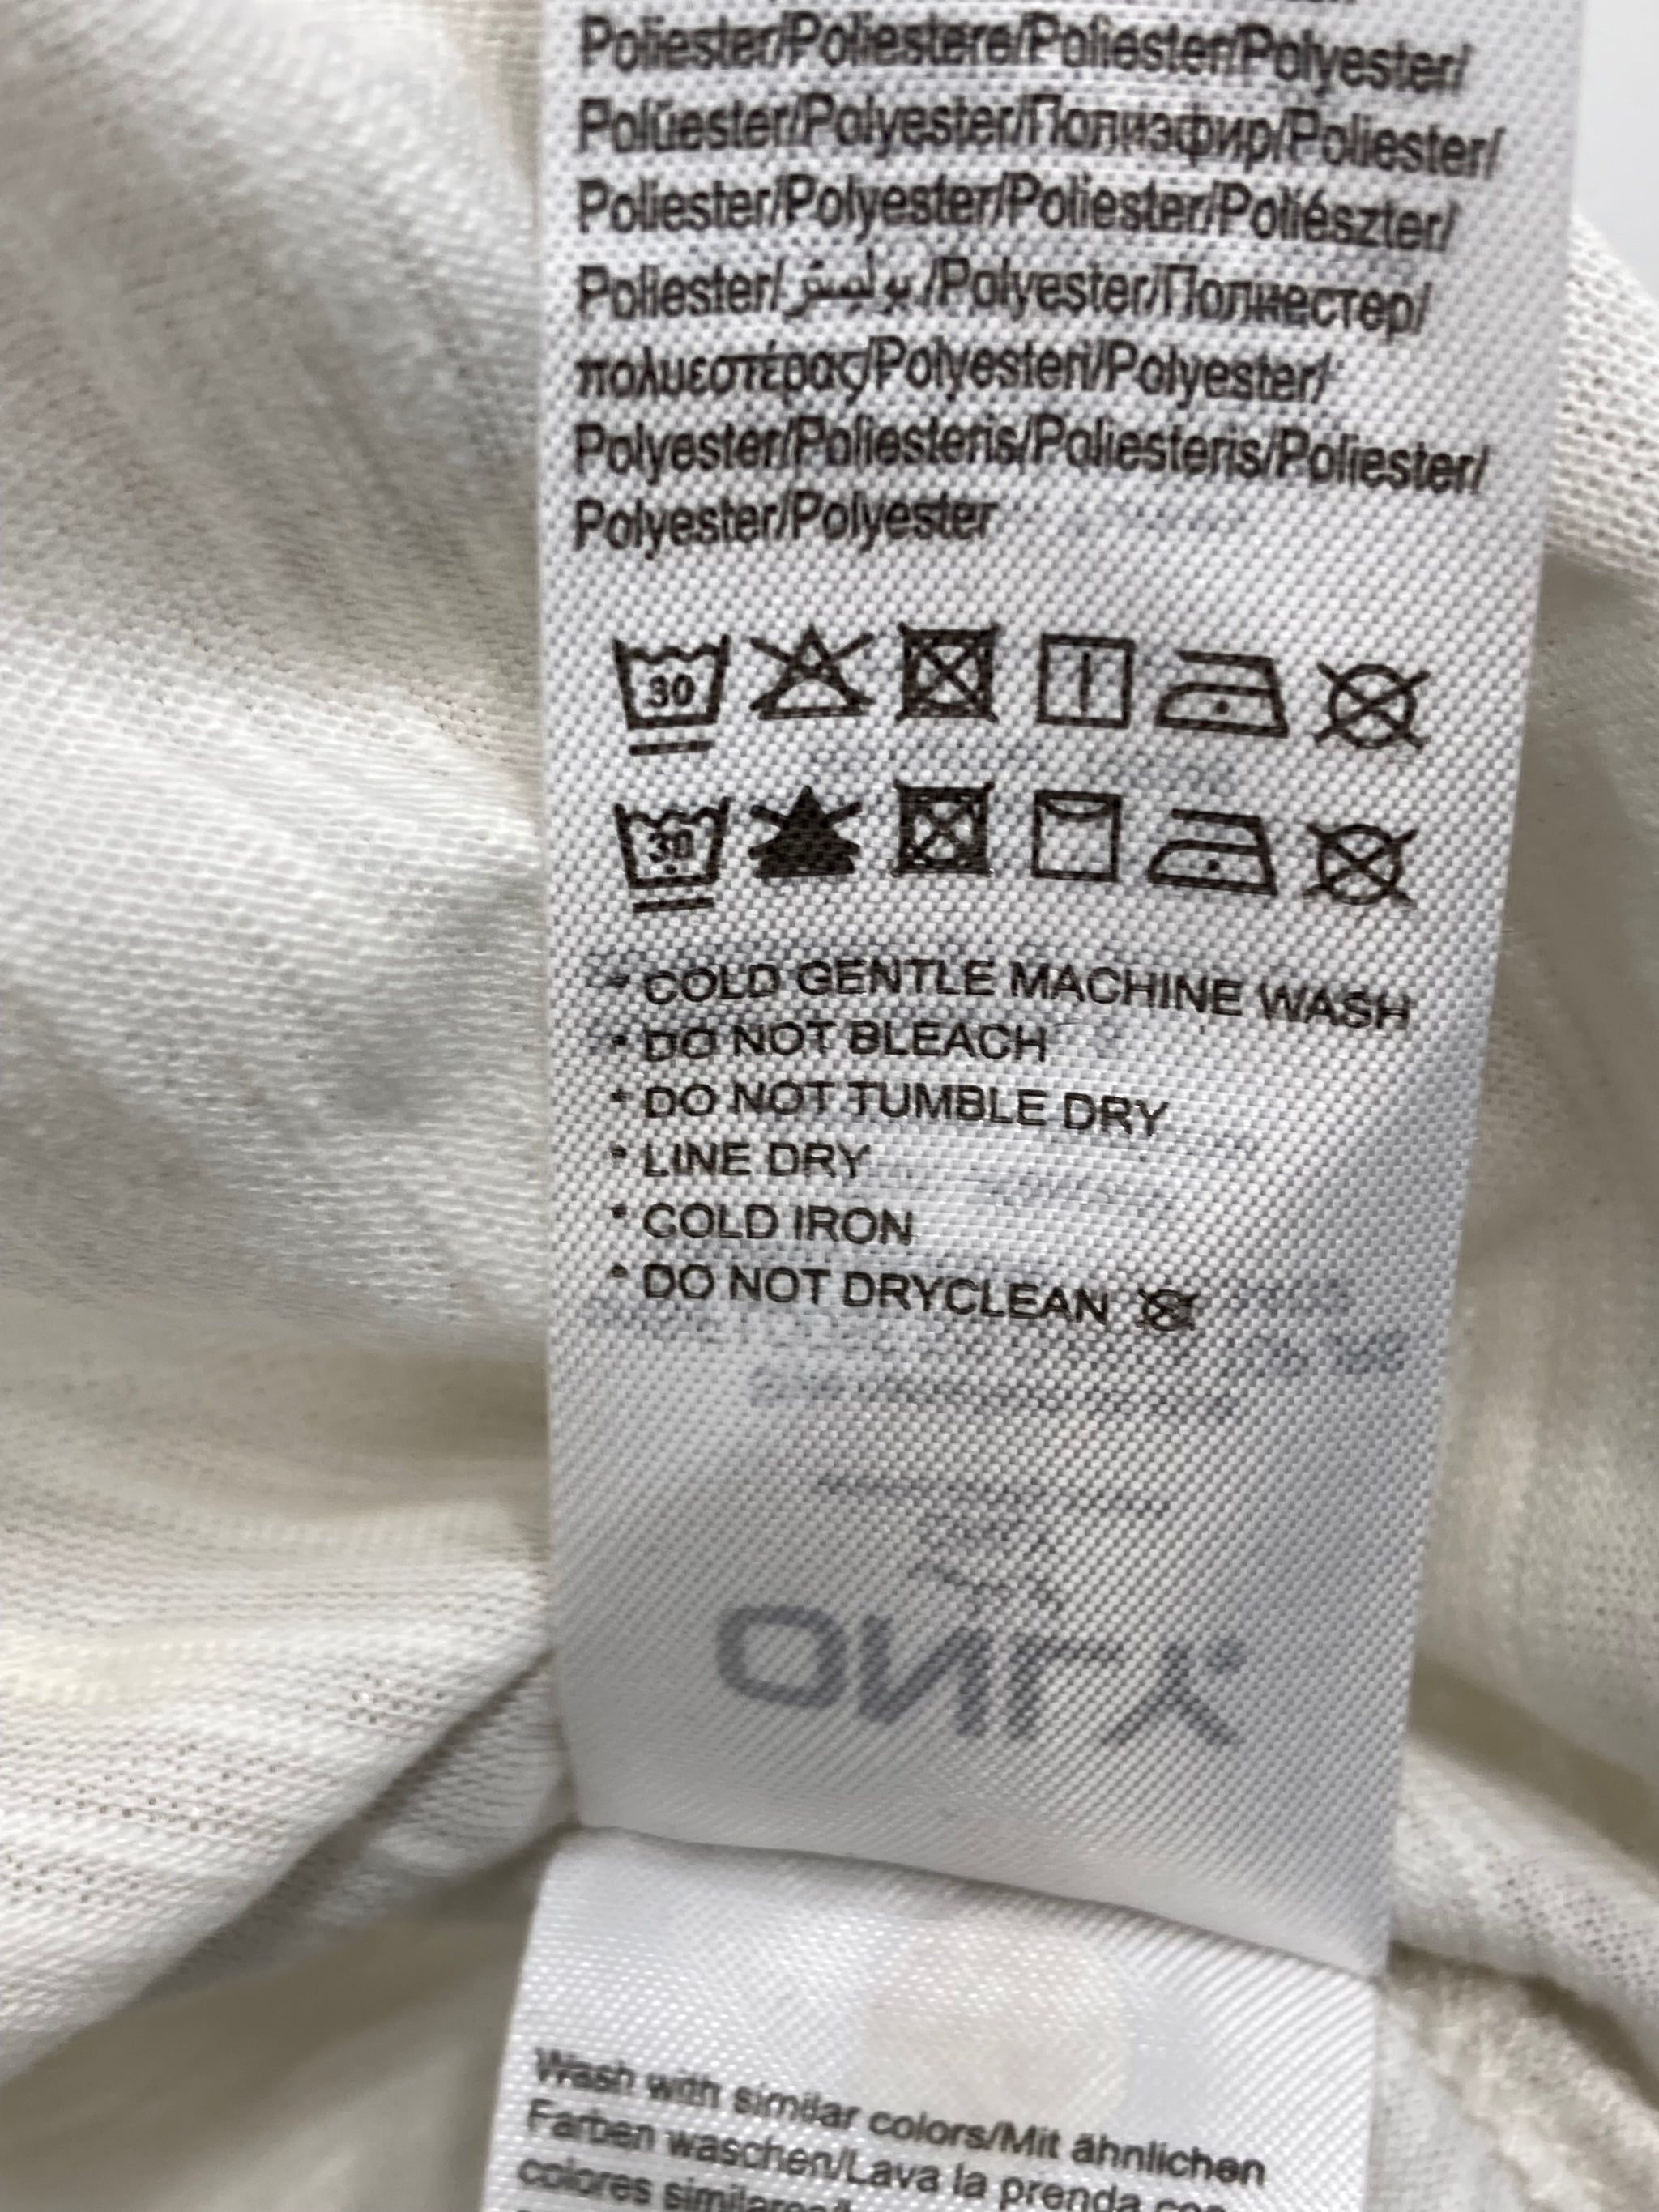 Poliester/Poliestere/Poliester/Polyester/
Polüester/Polyester/Полиэфир/Poliester/
Poliester/Polyester/Poliester/Poliészter/
Poliester/بوليستر/Polyester/Полиестер/
πολυεστέρας/Polyesteri/Polyester/
Polyester/Poliesteris/Poliesteris/Poliester/
Polyester/Polyester
30
30
* COLD GENTLE MACHINE WASH
* DO NOT BLEACH
* DO NOT TUMBLE DRY
* LINE DRY
* COLD IRON
* DO NOT DRYCLEAN
ONLY
Wash with similar colors/Mit ähnlichen
Farben waschen/Lava la prenda con
colores similares/